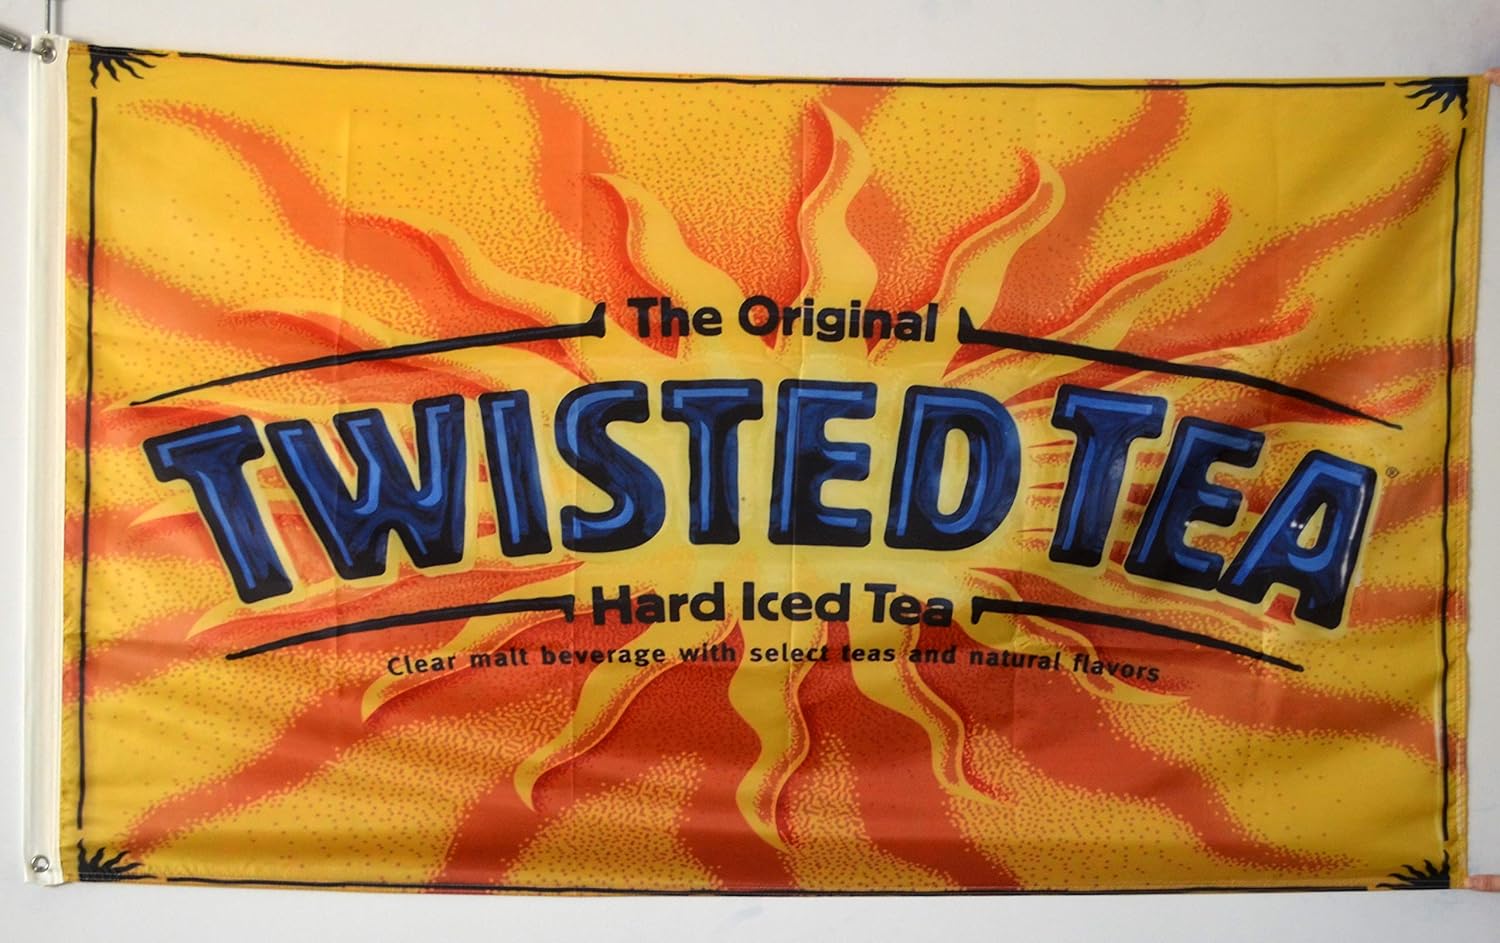 The Original
TWISTED TEA®
Hard Iced Tea
Clear malt beverage with select teas and natural flavors